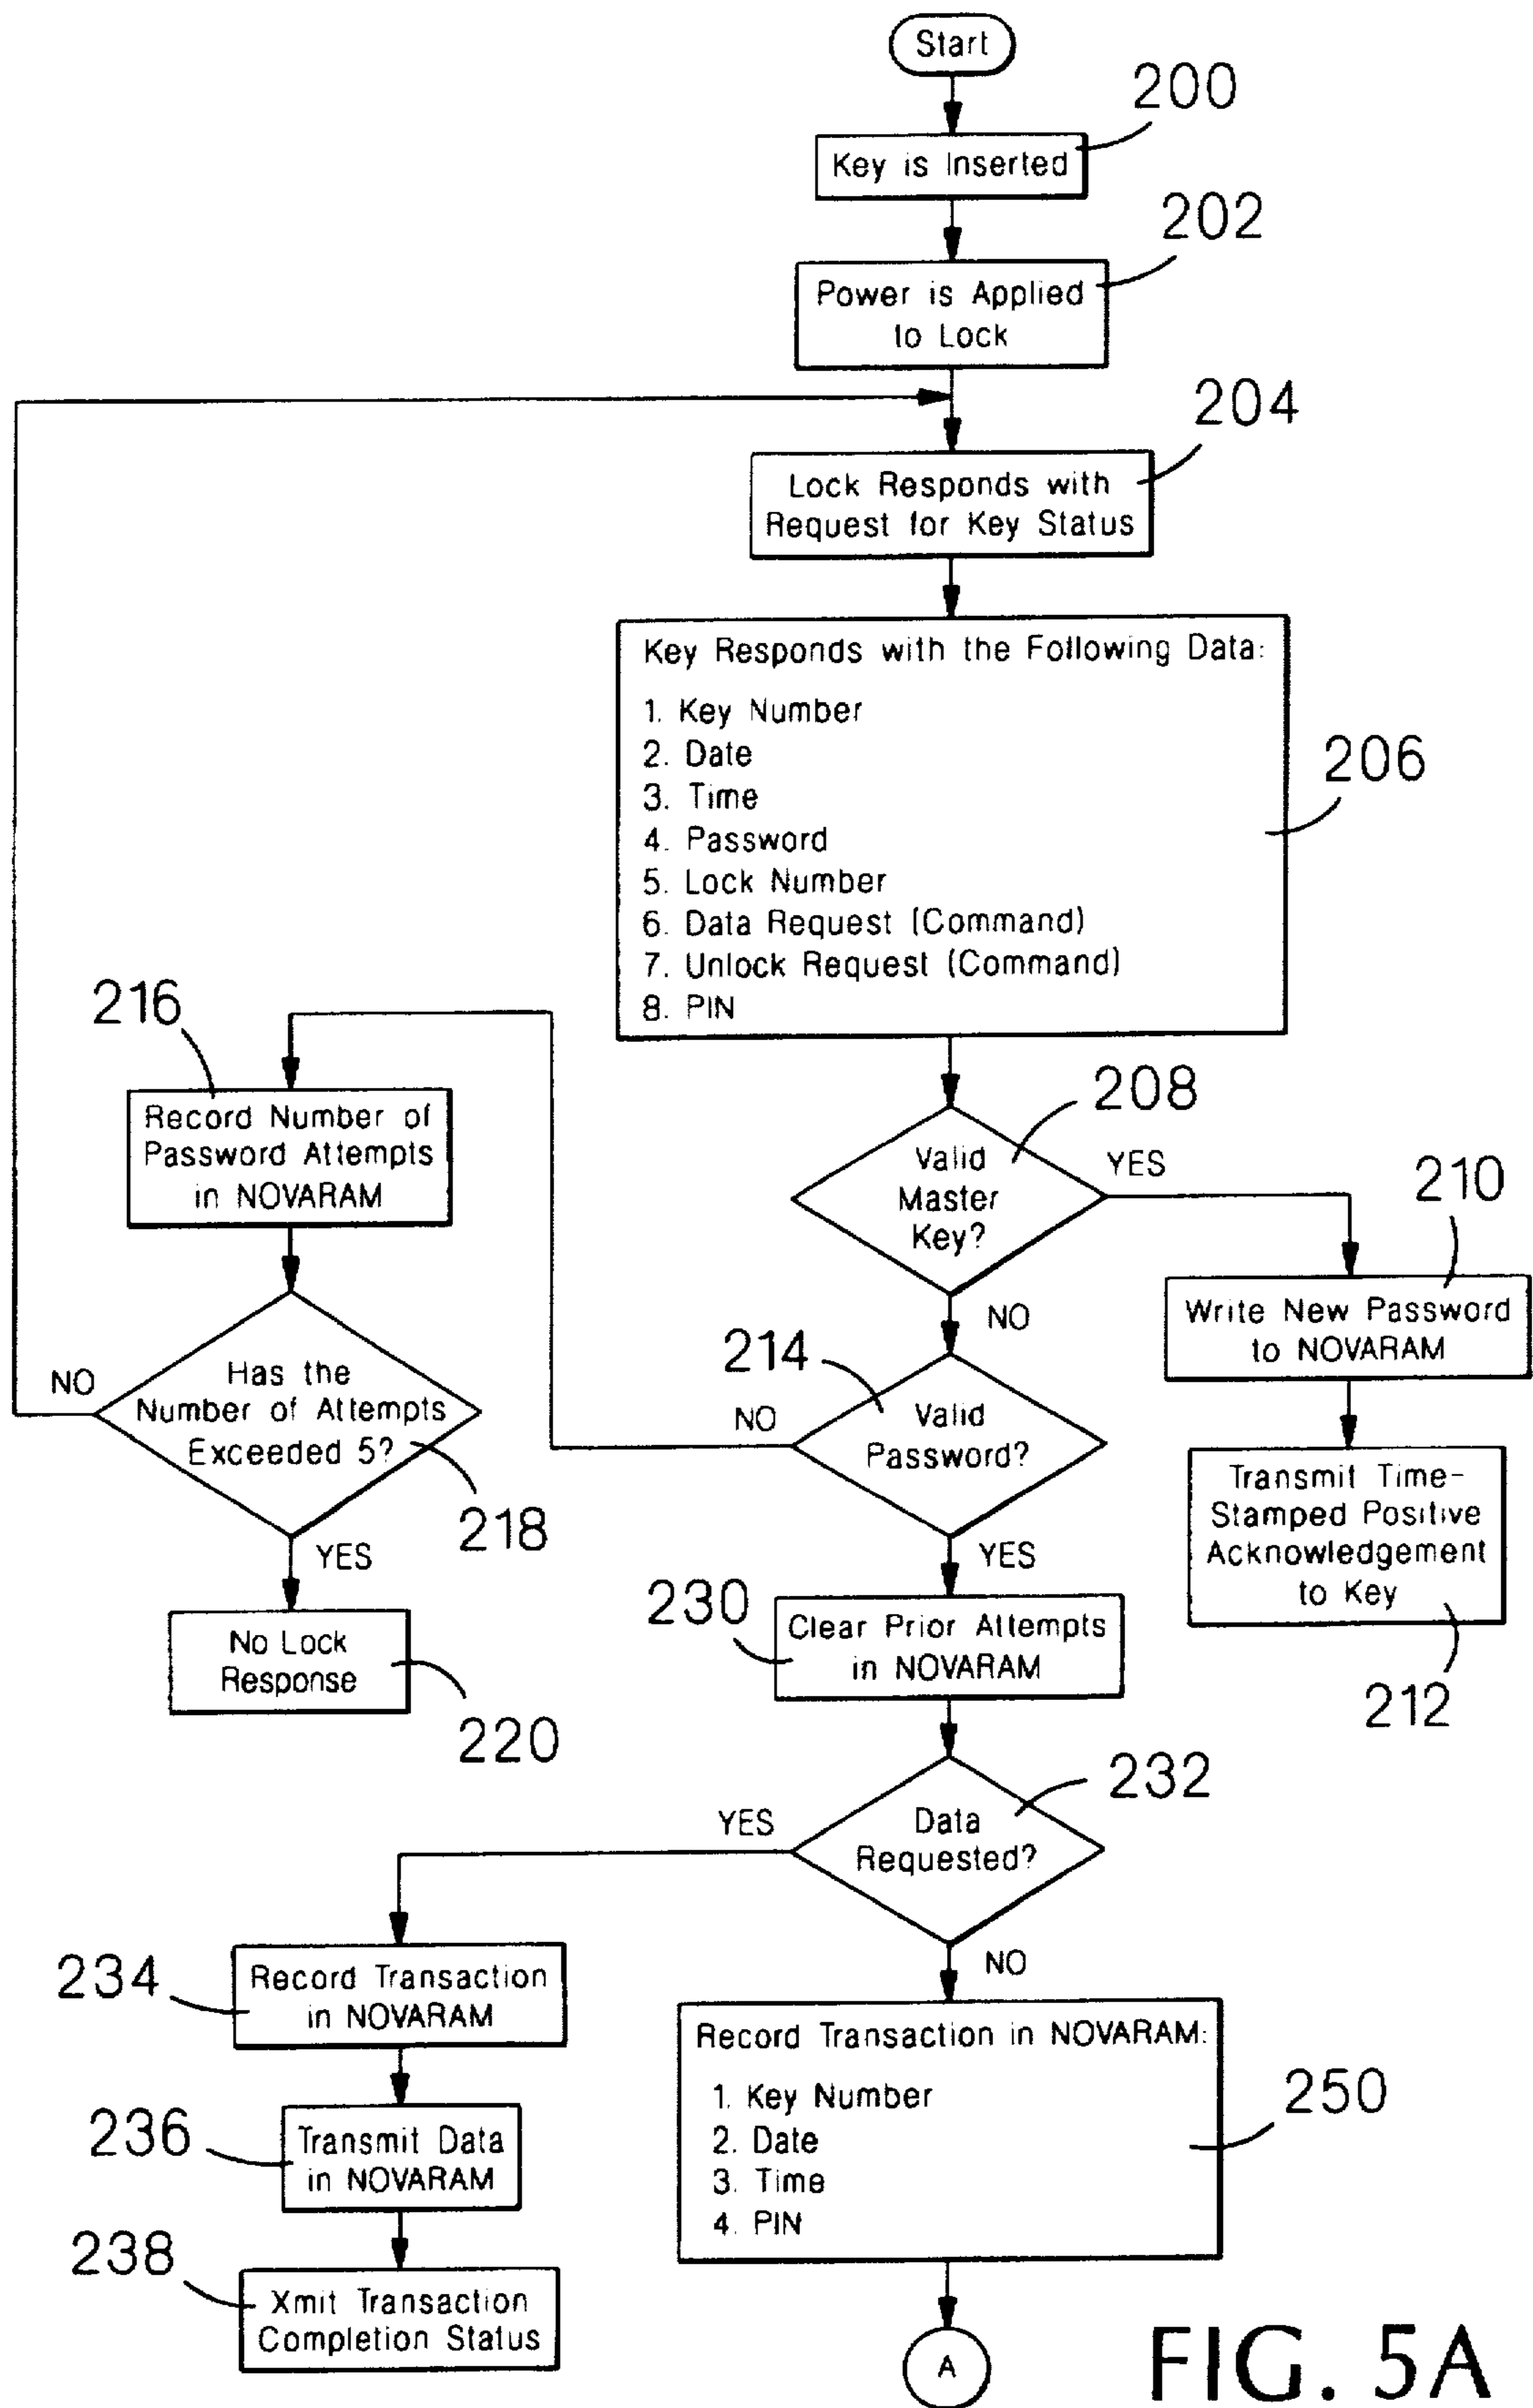 Start
200
Key is Inserted
202
Power is Applied
to Lock
204
Lock Responds with
Request for Key Status
Key Responds with the Following Data:
1. Key Number
2. Date
3. Time
4. Password
5. Lock Number
6. Data Request (Command)
7. Unlock Request (Command)
8. PIN
206
216
Record Number of
Password Attempts
in NOVARAM
208
Valid
Master
Key?
YES
NO
210
Write New Password
to NOVARAM
Transmit Time-
Stamped Positive
Acknowledgement
to Key
212
214
Valid
Password?
NO
YES
Has the
Number of Attempts
Exceeded 5?
NO
218
YES
No Lock
Response
220
230
Clear Prior Attempts
in NOVARAM
232
Data
Requested?
YES
NO
234
Record Transaction
in NOVARAM
236
Transmit Data
in NOVARAM
238
Xmit Transaction
Completion Status
Record Transaction in NOVARAM:
1. Key Number
2. Date
3. Time
4. PIN
250
A
FIG. 5A